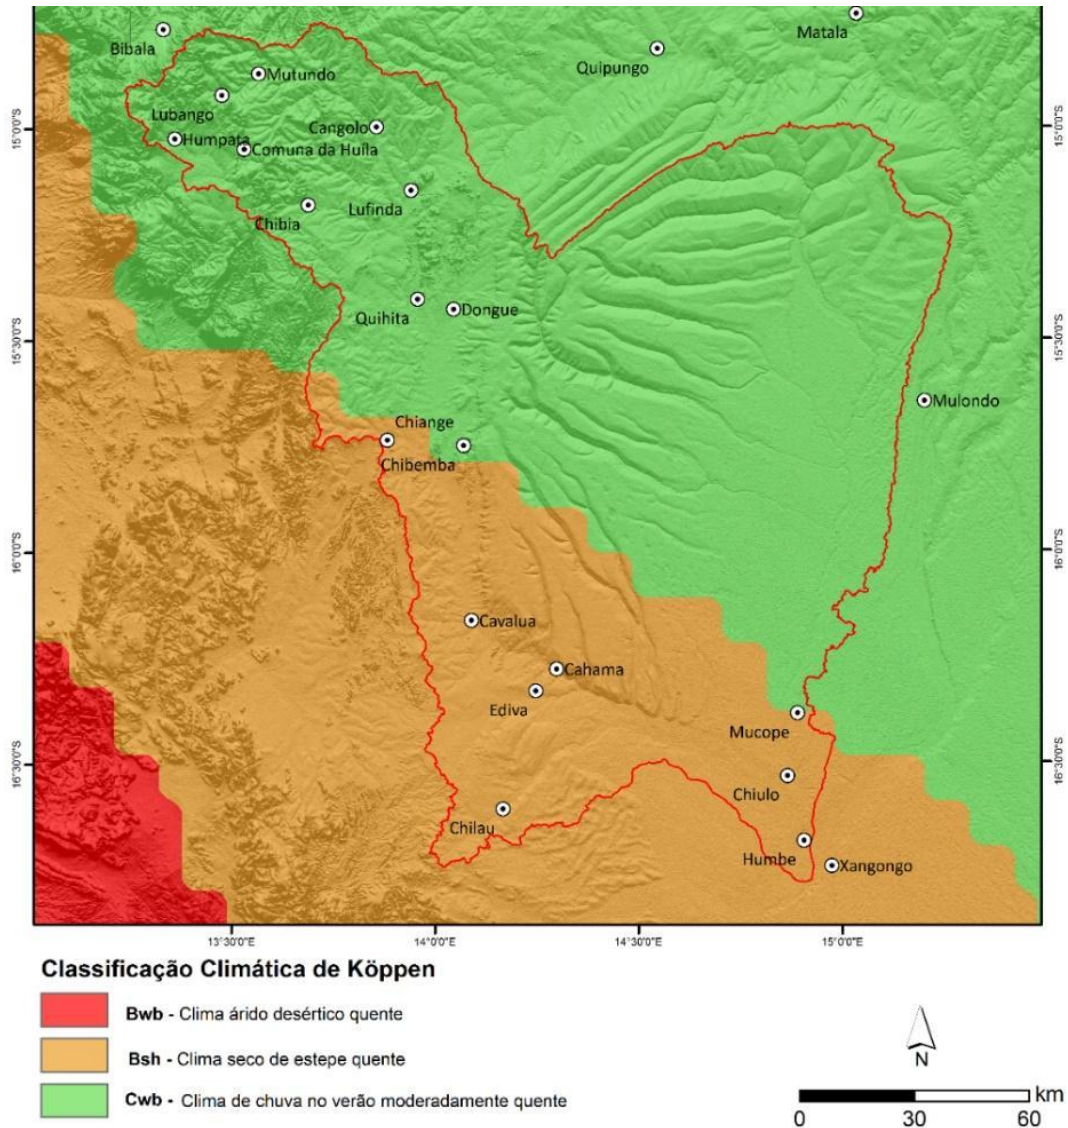 Matala
Bibala
Quipungo
Mutundo
Lubango
Cangolo
15°0'0"S
15°0'0"S
Humpata
Comuna da Huíla
Lufinda
Chibia
Quihita
Dongue
15°30'0"S
15°30'0"S
Mulondo
Chiange
Chibemba
16°0'0"S
16°0'0"S
Cavalua
Cahama
Ediva
Mucope
16°30'0"S
16°30'0"S
Chiulo
Chilau
Humbe
Xangongo
13°30'0"E
14°0'0"E
14°30'0"E
15°0'0"E
Classificação Climática de Köppen
Bwb - Clima árido desértico quente
Bsh - Clima seco de estepe quente
Cwb - Clima de chuva no verão moderadamente quente
N
km
0 30 60